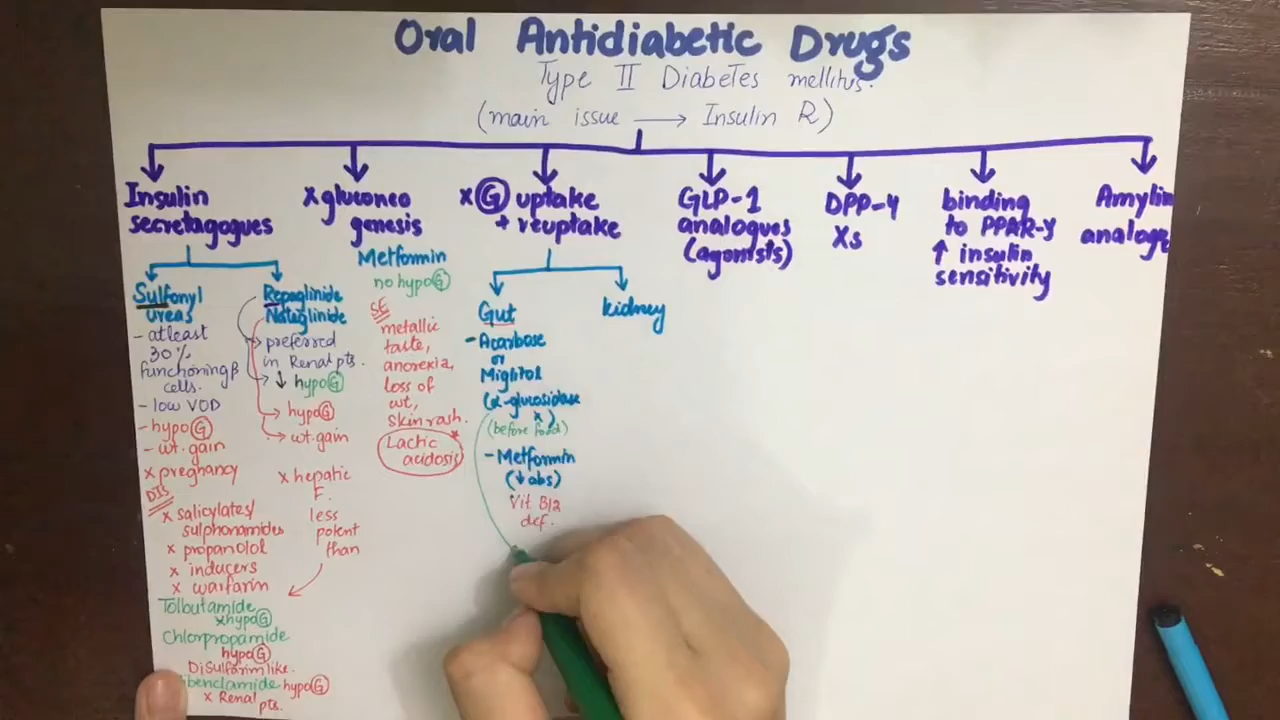 Oral Antidiabetic Drugs
Type II Diabetes mellitus.
(main issue → Insulin R)
Insulin
secretagogues
Sulfonyl
ureas
- atleast
30%
functioning β
cells.
- low VOD
- hypo G
- wt. gain
x pregnancy
DIS
x salicylates/
sulphonamides
x propanolol
x inducers
x warfarin
Tolbutamide
x hypo G
Chlorpropamide
hypo G
Disulfirim like.
ibenclamide hypo G
x Renal
pts.
Repaglinide
Nateglinide
preferred
in Renal pts.
↓ hypo G
hypo G
wt. gain
x hepatic
F.
less
potent
than
x gluconeo
genesis
Metformin
no hypo G
SE
metallic
taste,
anorexia,
loss of
wt,
skin rash.
Lactic
acidosis
x G uptake
+ reuptake
Gut
- Acarbose
or
Miglitol
(α-glucosidase
x)
(before food)
- Metformin
(↓ abs)
Vit B12
def.
kidney
GLP-1
analogues
(agonists)
DPP-4
Xs
binding
to PPAR-γ
↑ insulin
sensitivity
Amylin
analogs